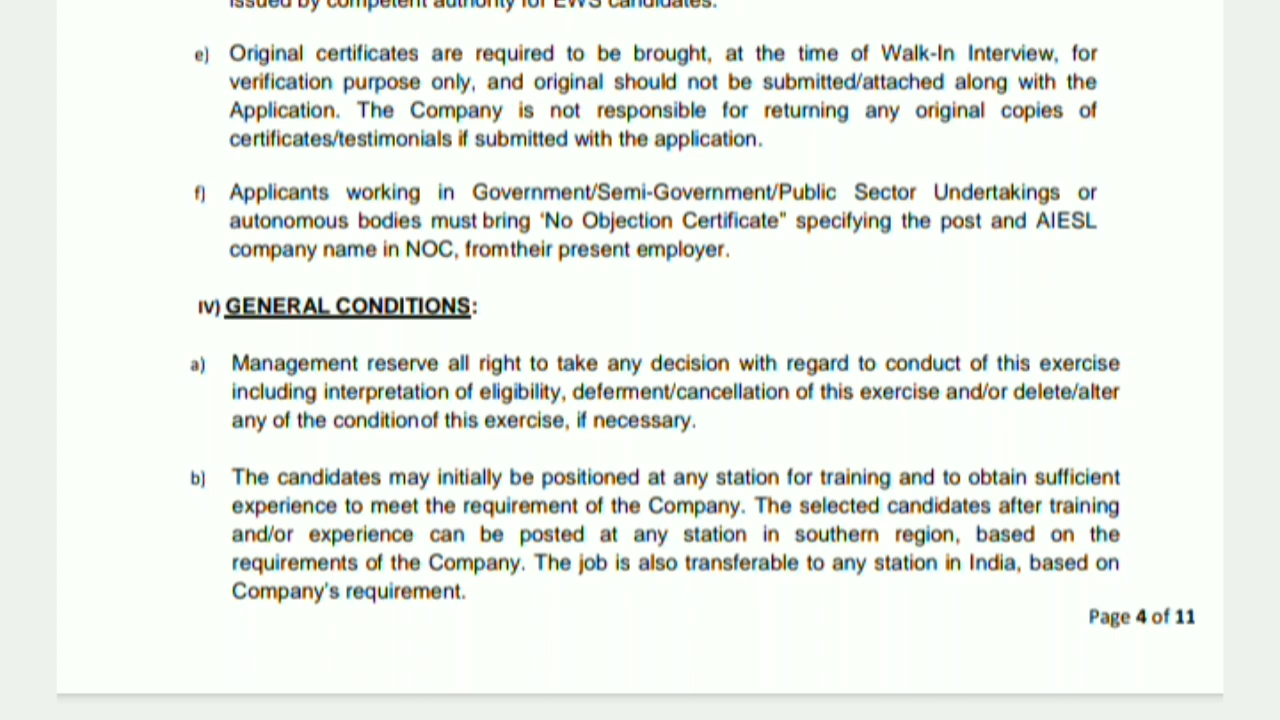 issued by competent authority for EWS candidates.
e) Original certificates are required to be brought, at the time of Walk-In Interview, for
verification purpose only, and original should not be submitted/attached along with the
Application. The Company is not responsible for returning any original copies of
certificates/testimonials if submitted with the application.
f) Applicants working in Government/Semi-Government/Public Sector Undertakings or
autonomous bodies must bring 'No Objection Certificate" specifying the post and AIESL
company name in NOC, fromtheir present employer.
IV) GENERAL CONDITIONS:
a) Management reserve all right to take any decision with regard to conduct of this exercise
including interpretation of eligibility, deferment/cancellation of this exercise and/or delete/alter
any of the conditionof this exercise, if necessary.
b) The candidates may initially be positioned at any station for training and to obtain sufficient
experience to meet the requirement of the Company. The selected candidates after training
and/or experience can be posted at any station in southern region, based on the
requirements of the Company. The job is also transferable to any station in India, based on
Company's requirement.
Page 4 of 11